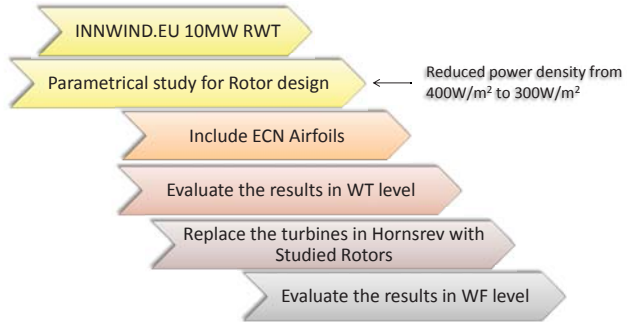 INNWIND.EU 10MW RWT
Parametrical study for Rotor design
Reduced power density from
400W/m² to 300W/m²
Include ECN Airfoils
Evaluate the results in WT level
Replace the turbines in Hornsrev with
Studied Rotors
Evaluate the results in WF level